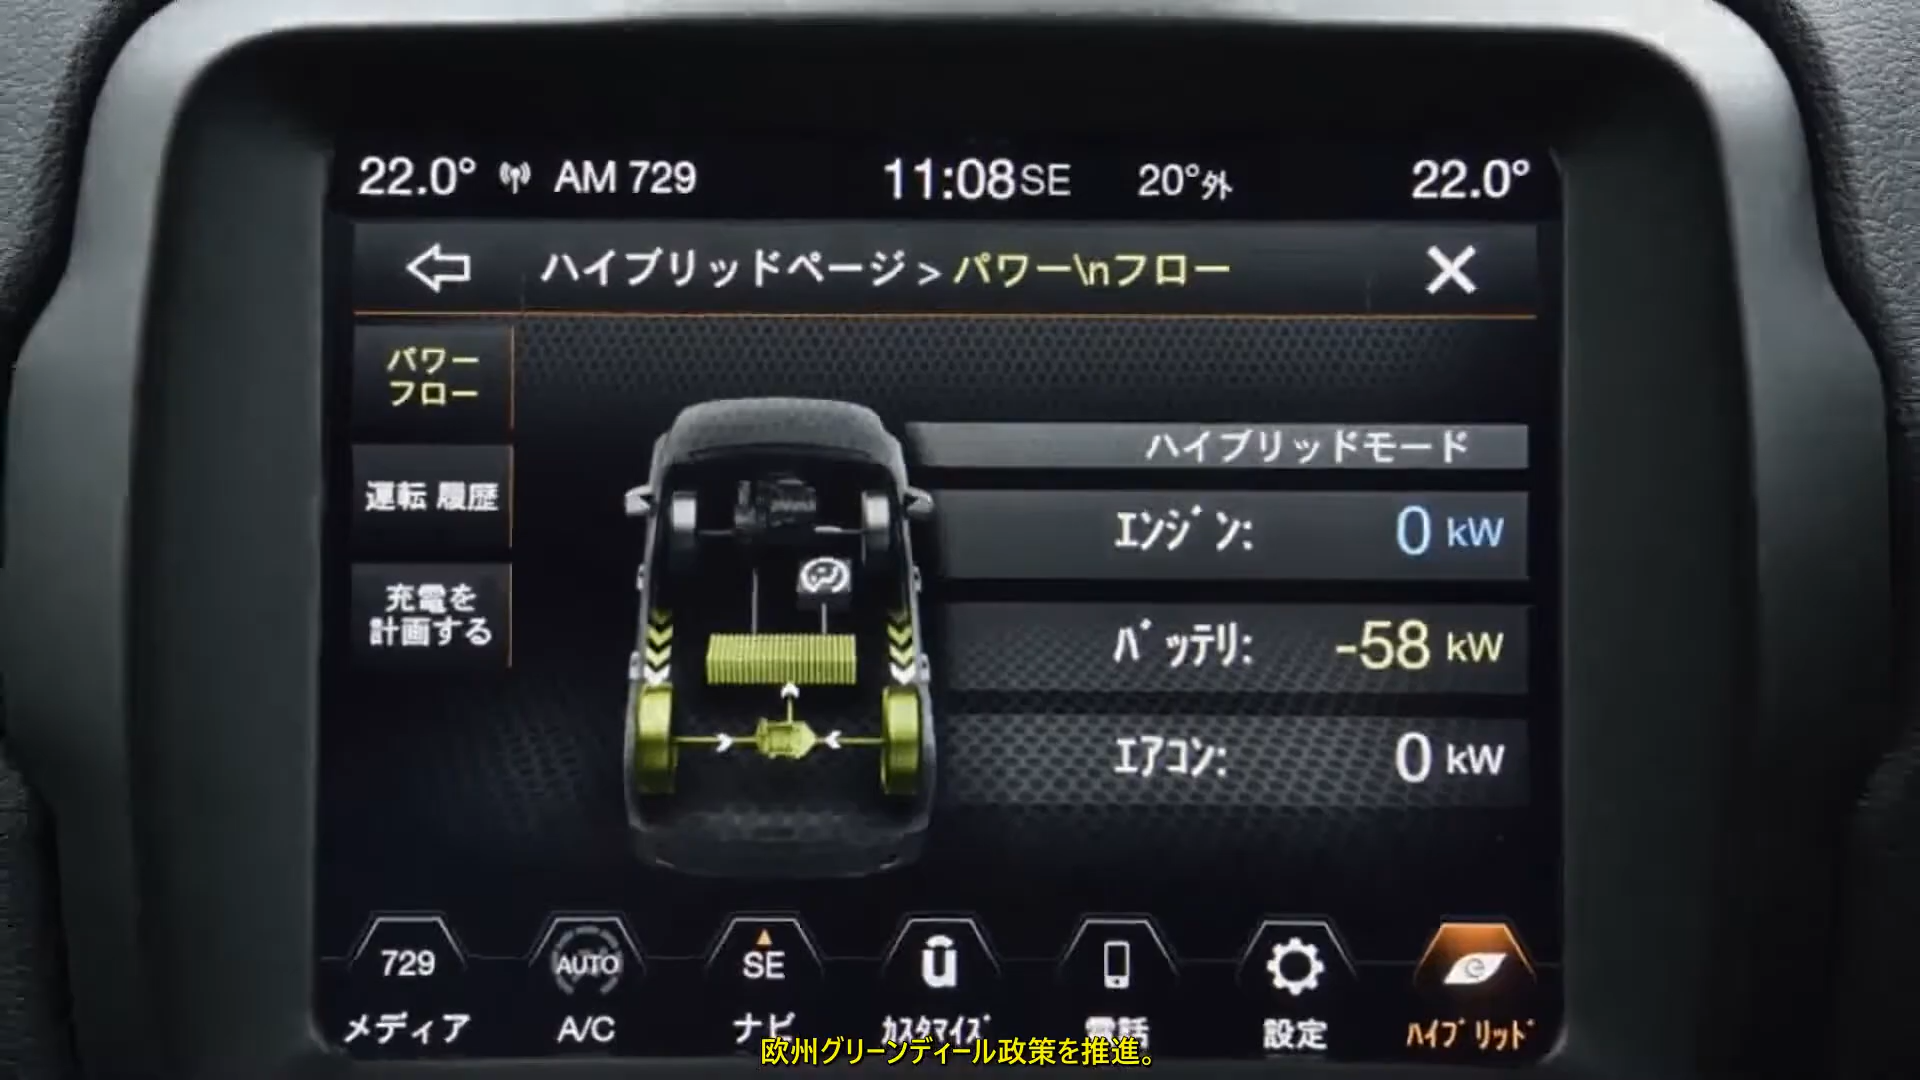 22.0° AM 729 11:08 SE 20°外 22.0°
ハイブリッドページ > パワー\nフロー
パワー
フロー
運転 履歴
充電を
計画する
ハイブリッドモード
ｴﾝｼﾞﾝ: 0 kW
ﾊﾞｯﾃﾘ: -58 kW
ｴｱｺﾝ: 0 kW
729 AUTO SE û
メディア A/C ナビ ｶｽﾀﾏｲｽﾞ 電話 設定 ﾊｲﾌﾞﾘｯﾄﾞ
欧州グリーンディール政策を推進。